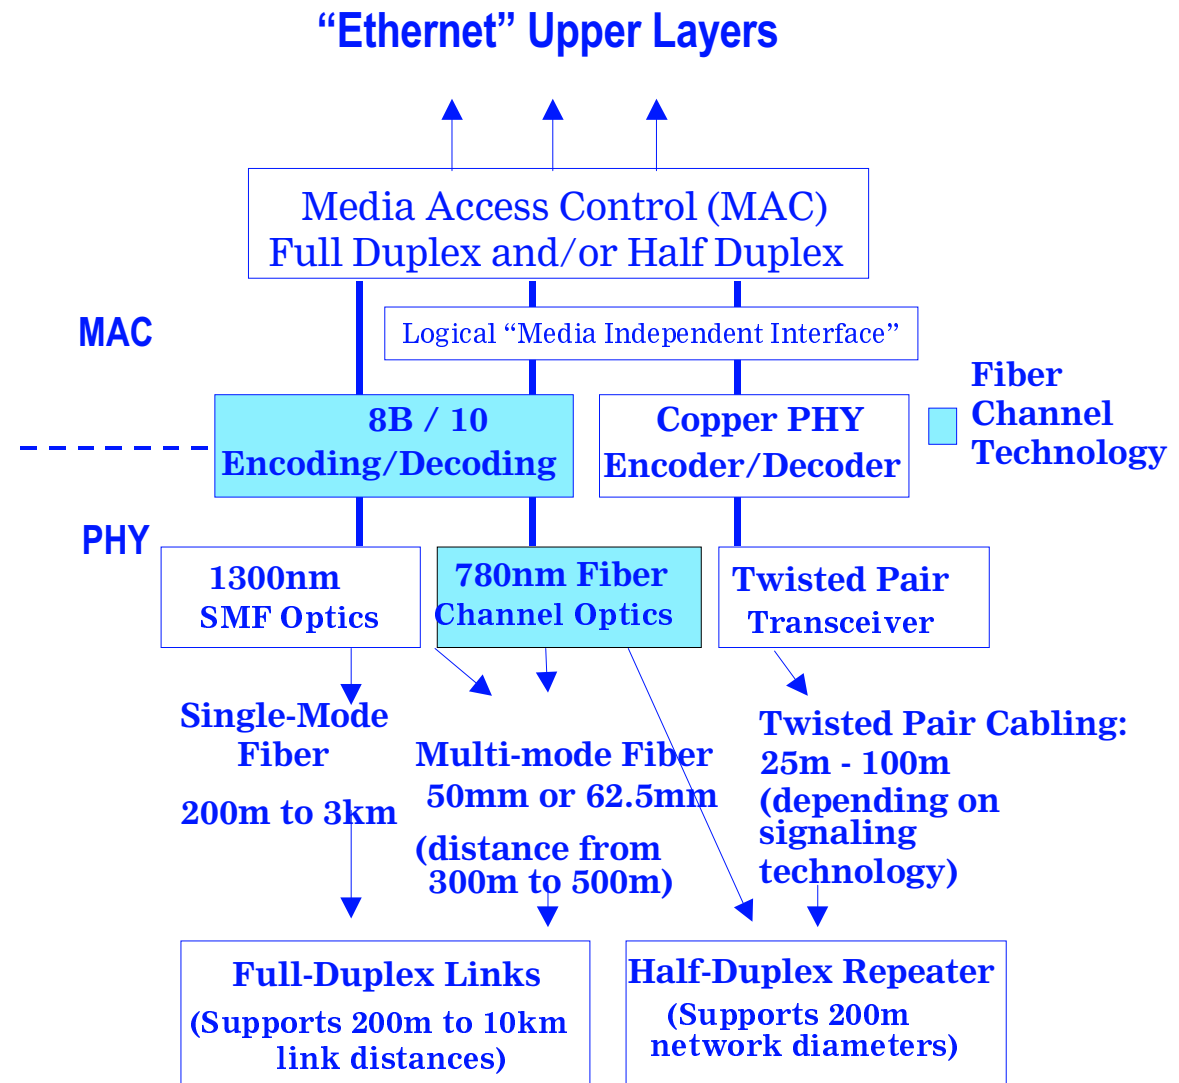 “Ethernet” Upper Layers
Media Access Control (MAC)
Full Duplex and/or Half Duplex
MAC
Logical “Media Independent Interface”
8B / 10
Encoding/Decoding
Copper PHY
Encoder/Decoder
Fiber
Channel
Technology
PHY
1300nm
SMF Optics
780nm Fiber
Channel Optics
Twisted Pair
Transceiver
Single-Mode
Fiber
200m to 3km
Multi-mode Fiber
50mm or 62.5mm
(distance from
300m to 500m)
Twisted Pair Cabling:
25m - 100m
(depending on
signaling
technology)
Full-Duplex Links
(Supports 200m to 10km
link distances)
Half-Duplex Repeater
(Supports 200m
network diameters)